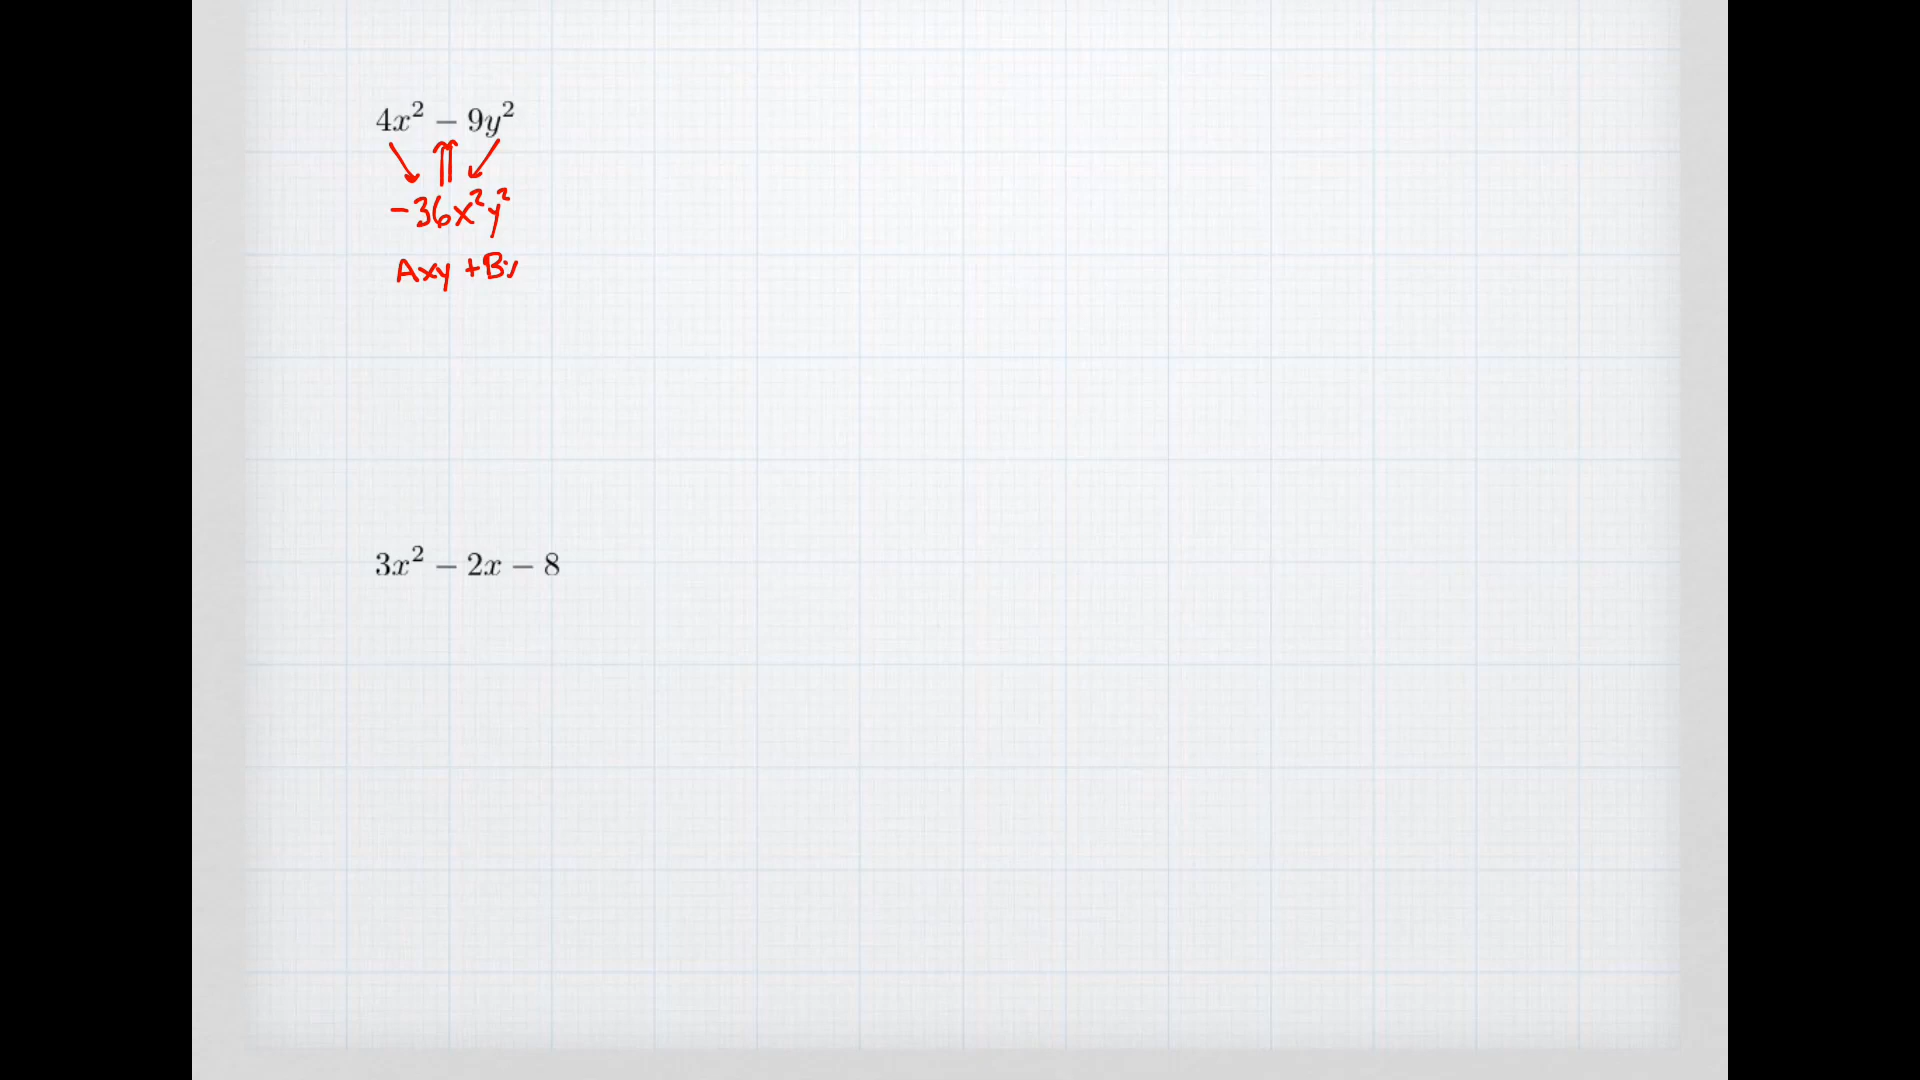 4x² − 9y²
-36x²y²
Axy +B
3x² − 2x − 8